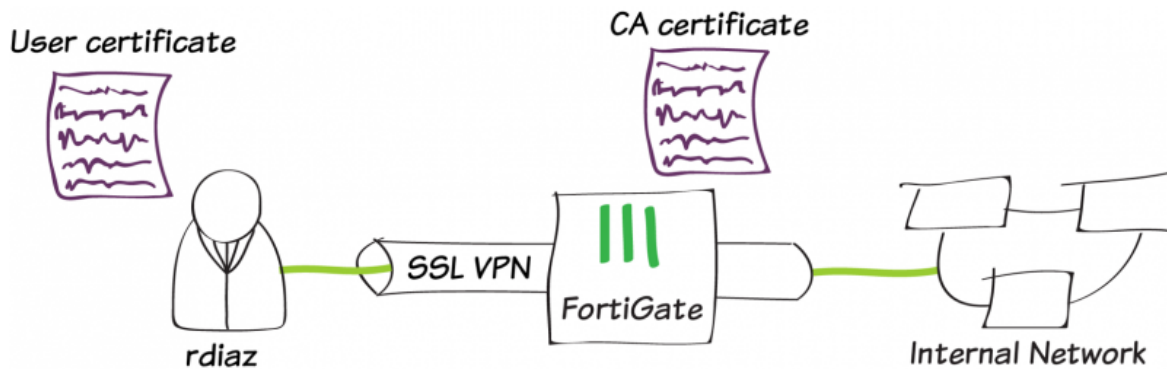 User certificate
CA certificate
SSL VPN
FortiGate
rdiaz
Internal Network